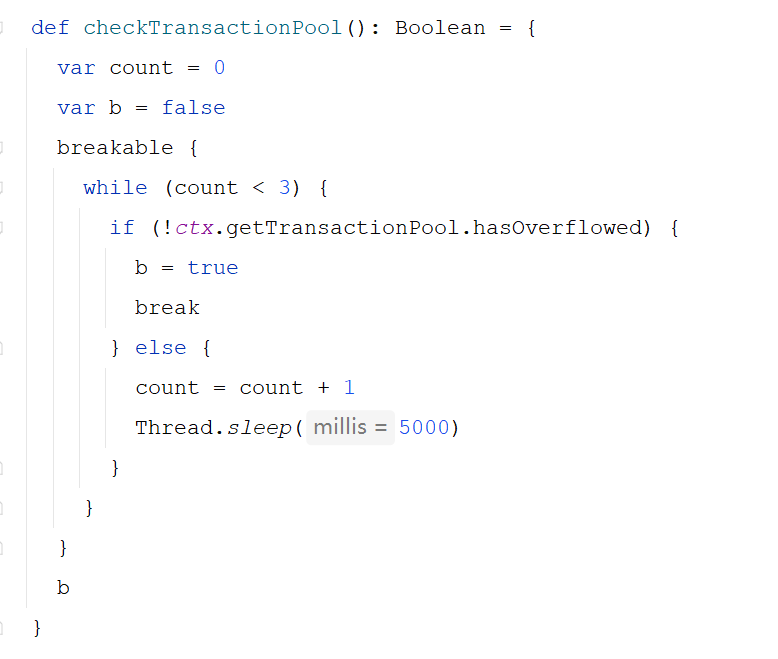 def checkTransactionPool(): Boolean = {
  var count = 0
  var b = false
  breakable {
    while (count < 3) {
      if (!ctx.getTransactionPool.hasOverflowed) {
        b = true
        break
      } else {
        count = count + 1
        Thread.sleep( millis = 5000)
      }
    }
  }
  b
}